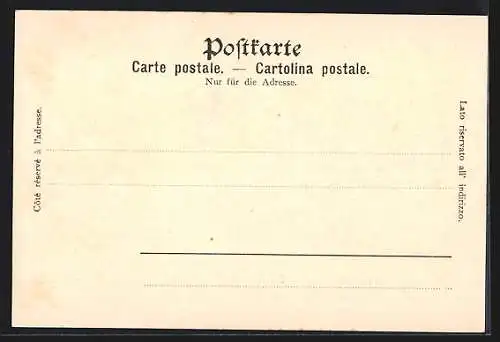 Postkarte
Carte postale. — Cartolina postale.
Nur für die Adresse.
Côté réservé à l'adresse.
Lato riservato all' indirizzo.